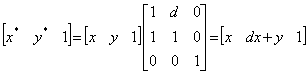 [x* y* 1]=[x y 1][1 d 0
1 1 0
0 0 1]=[x dx+y 1]